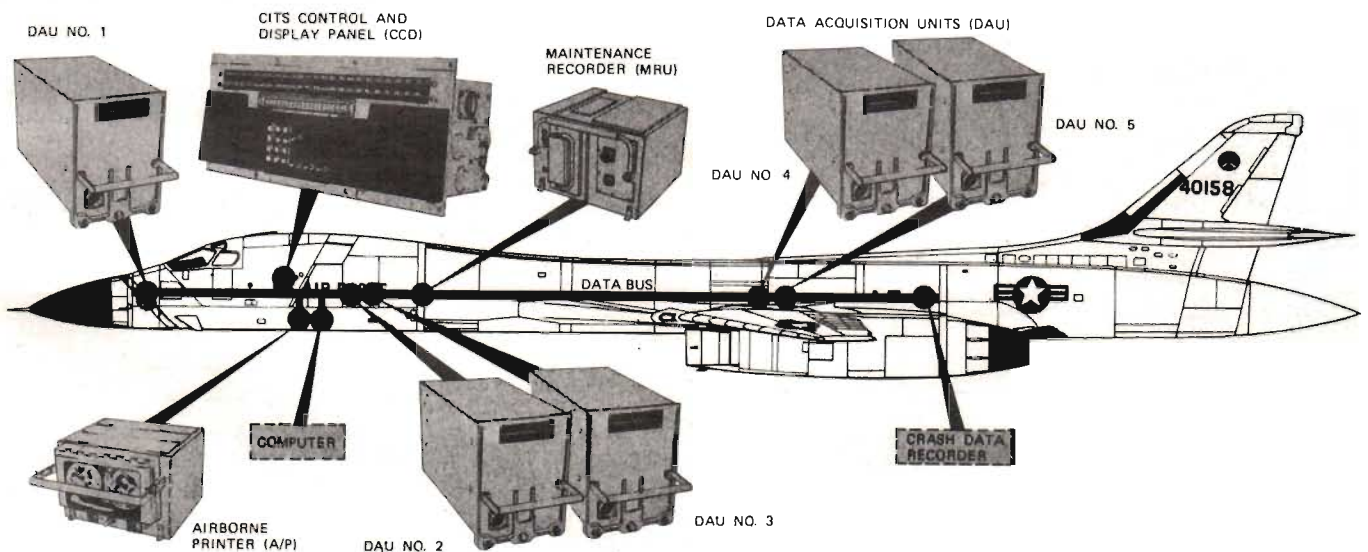 DAU NO. 1
CITS CONTROL AND
DISPLAY PANEL (CCD)
MAINTENANCE
RECORDER (MRU)
DATA ACQUISITION UNITS (DAU)
DAU NO 4
DAU NO. 5
40158
DATA BUS
COMPUTER
CRASH DATA
RECORDER
AIRBORNE
PRINTER (A/P)
DAU NO. 2
DAU NO. 3